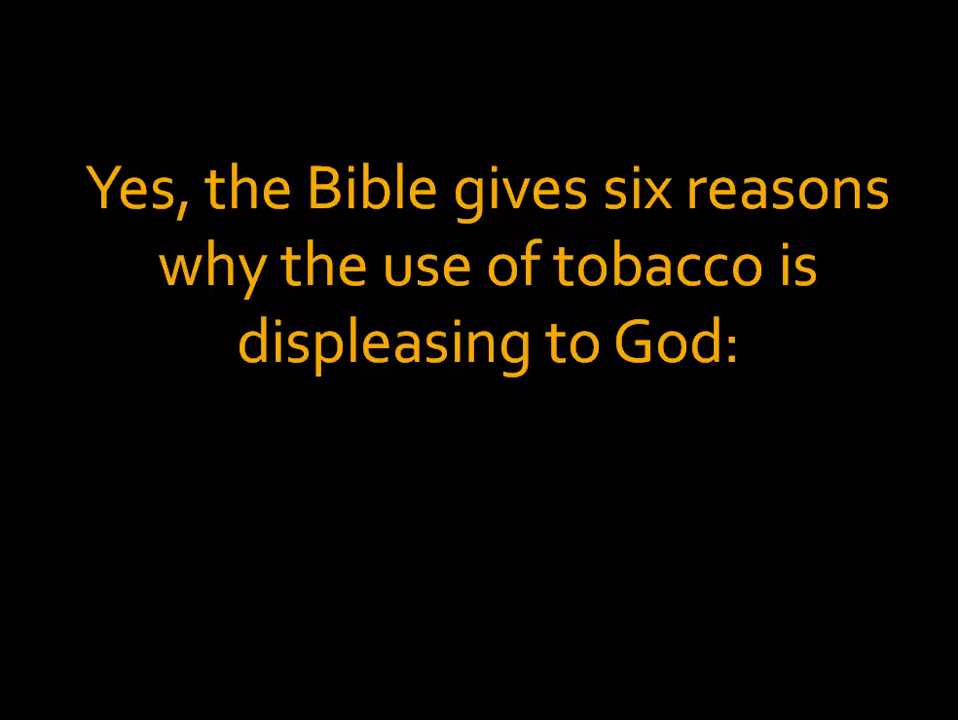 Yes, the Bible gives six reasons
why the use of tobacco is
displeasing to God: